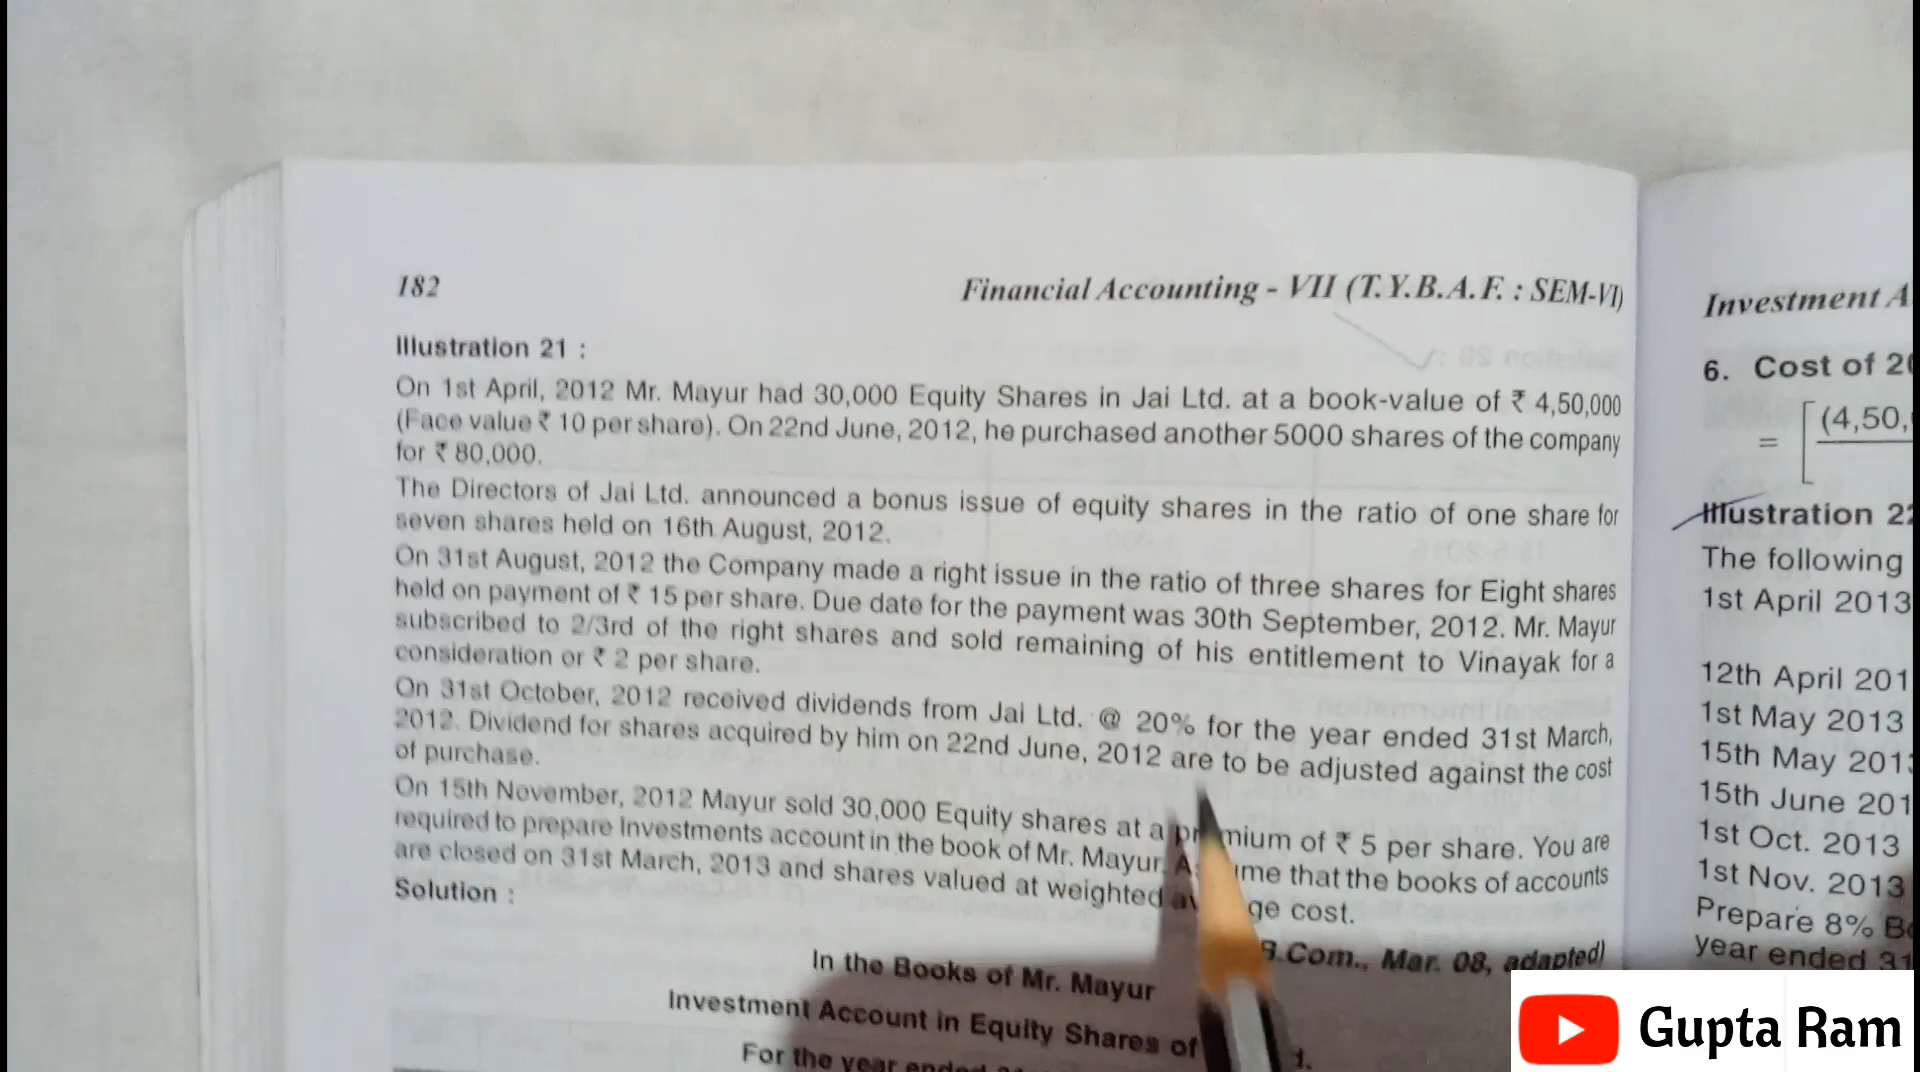 182
Financial Accounting - VII (T.Y.B.A.F. : SEM-VI)
Illustration 21 :
On 1st April, 2012 Mr. Mayur had 30,000 Equity Shares in Jai Ltd. at a book-value of ₹ 4,50,000
(Face value ₹ 10 per share). On 22nd June, 2012, he purchased another 5000 shares of the company
for ₹ 80,000.
The Directors of Jai Ltd. announced a bonus issue of equity shares in the ratio of one share for
seven shares held on 16th August, 2012.
On 31st August, 2012 the Company made a right issue in the ratio of three shares for Eight shares
held on payment of ₹ 15 per share. Due date for the payment was 30th September, 2012. Mr. Mayur
subscribed to 2/3rd of the right shares and sold remaining of his entitlement to Vinayak for a
consideration or ₹ 2 per share.
On 31st October, 2012 received dividends from Jai Ltd. @ 20% for the year ended 31st March,
2012. Dividend for shares acquired by him on 22nd June, 2012 are to be adjusted against the cost
of purchase.
On 15th November, 2012 Mayur sold 30,000 Equity shares at a premium of ₹ 5 per share. You are
required to prepare Investments account in the book of Mr. Mayur. Assume that the books of accounts
are closed on 31st March, 2013 and shares valued at weighted average cost.
B.Com., Mar. 08, adapted)
Solution :
In the Books of Mr. Mayur
Investment Account in Equity Shares of
For the year ended
Investment A
6. Cost of 20
= [(4,50,
Illustration 22
The following
1st April 2013
12th April 201
1st May 2013
15th May 201
15th June 201
1st Oct. 2013
1st Nov. 2013
Prepare 8% B
year ended 31
Gupta Ram